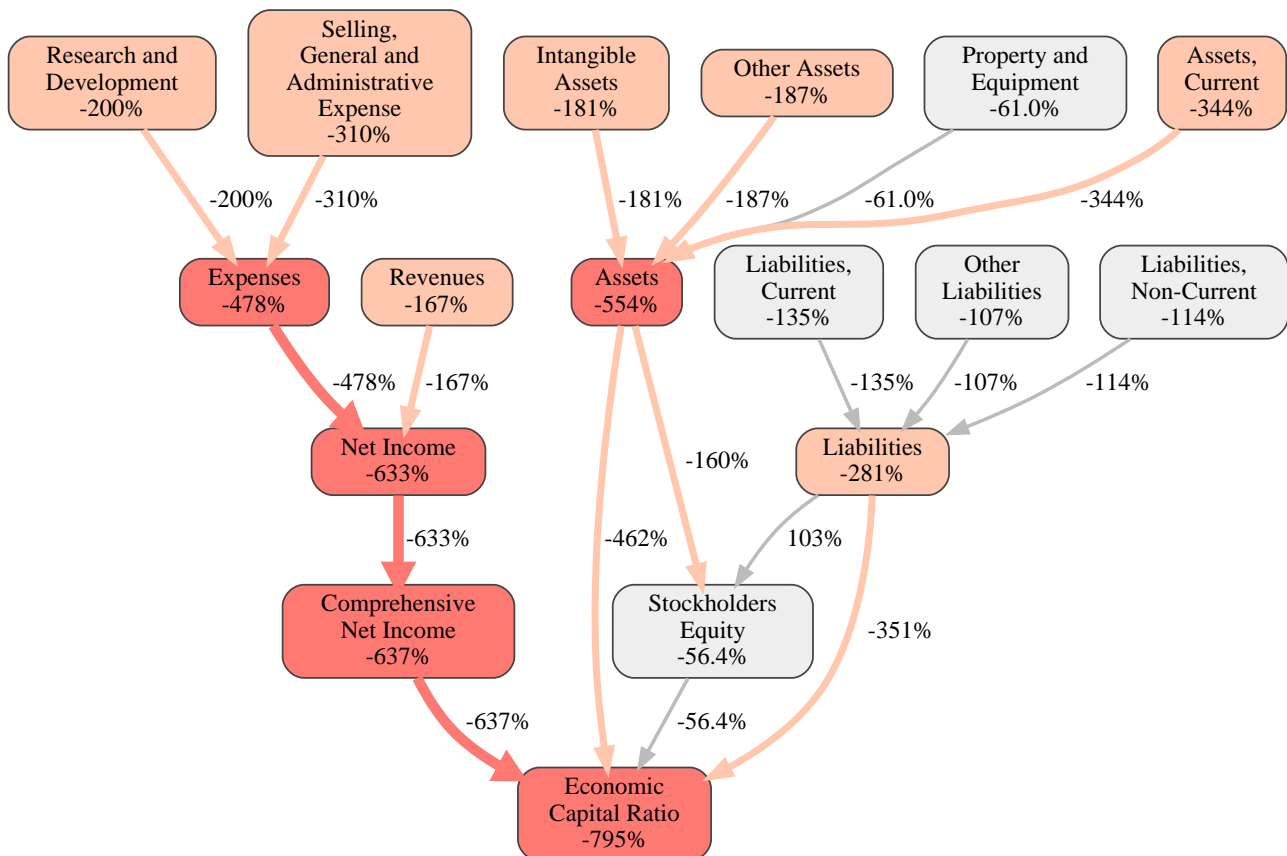 Research and
Development
-200%
Selling,
General and
Administrative
Expense
-310%
Intangible
Assets
-181%
Other Assets
-187%
Property and
Equipment
-61.0%
Assets,
Current
-344%
-200%
-310%
-181%
-187%
-61.0%
-344%
Expenses
-478%
Revenues
-167%
Assets
-554%
Liabilities,
Current
-135%
Other
Liabilities
-107%
Liabilities,
Non-Current
-114%
-478%
-167%
-135%
-107%
-114%
Net Income
-633%
-160%
Liabilities
-281%
-633%
-462%
103%
Comprehensive
Net Income
-637%
Stockholders
Equity
-56.4%
-351%
-637%
-56.4%
Economic
Capital Ratio
-795%